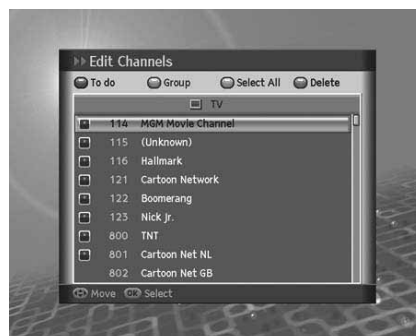 Edit Channels
To do Group Select All Delete
TV
114 MGM Movie Channel
115 (Unknown)
116 Hallmark
121 Cartoon Network
122 Boomerang
123 Nick Jr.
800 TNT
801 Cartoon Net NL
802 Cartoon Net GB
Move OK Select